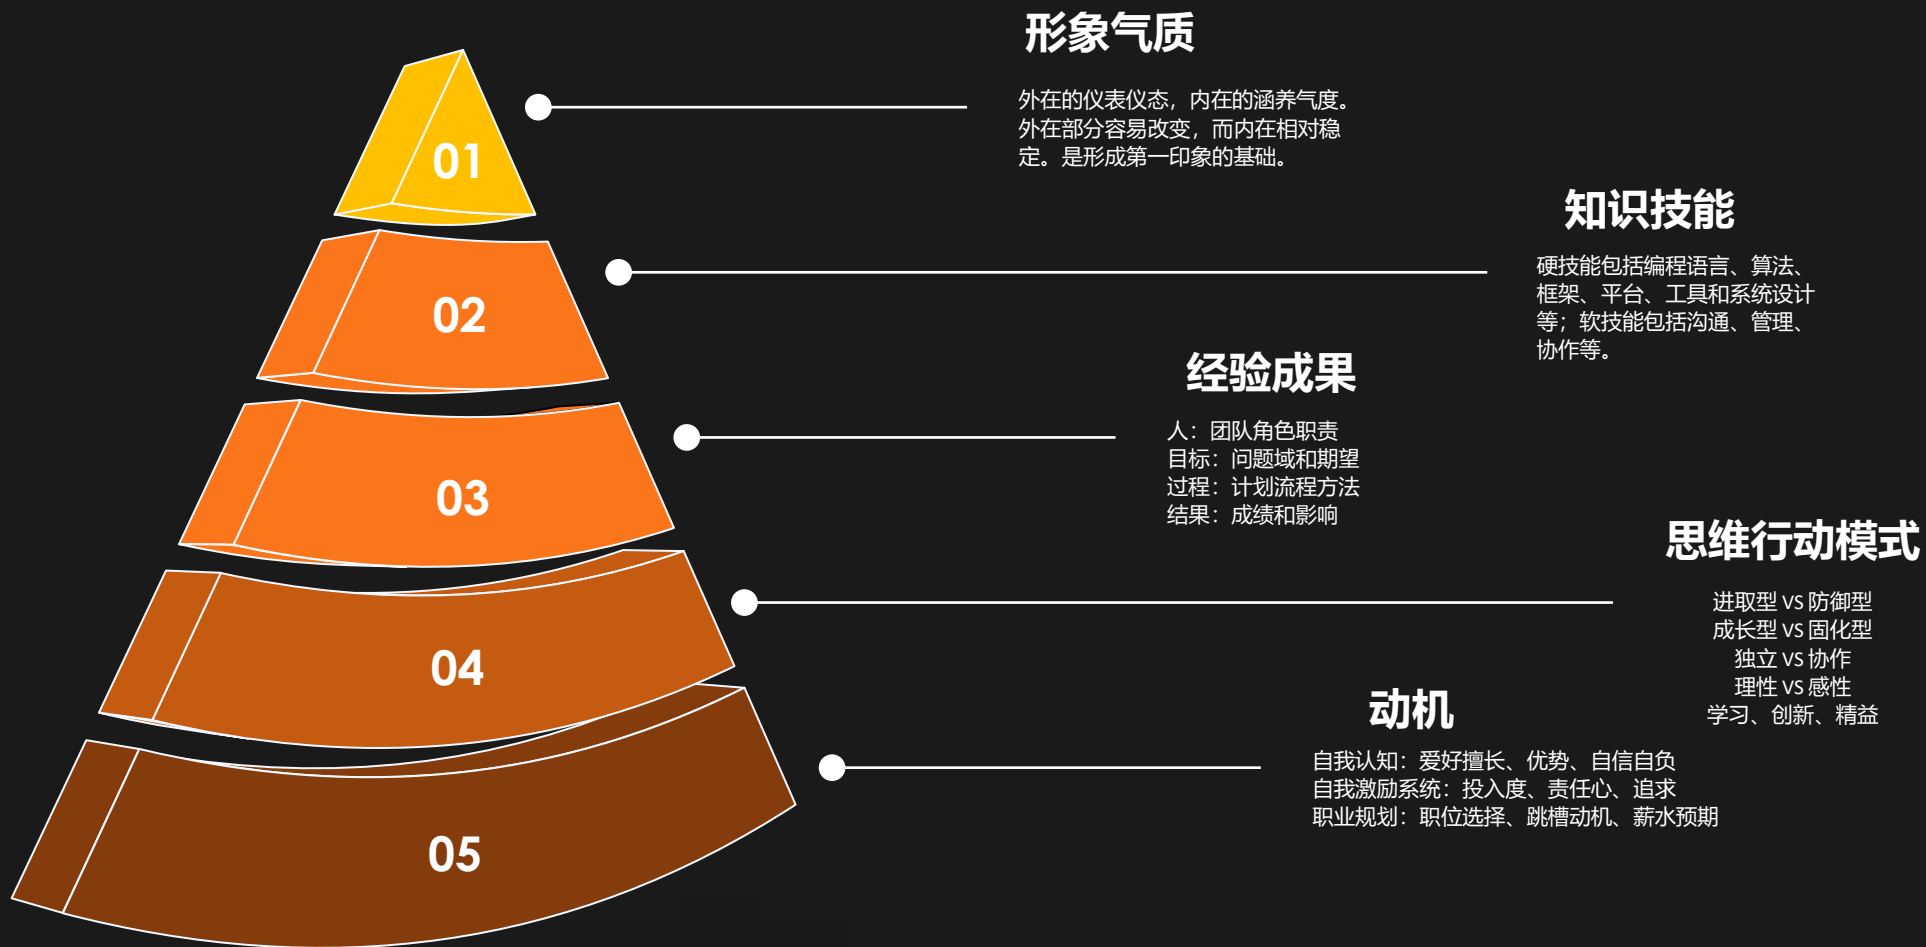 形象气质
外在的仪表仪态，内在的涵养气度。
外在部分容易改变，而内在相对稳
定。是形成第一印象的基础。
01
知识技能
硬技能包括编程语言、算法、
框架、平台、工具和系统设计
等；软技能包括沟通、管理、
协作等。
02
经验成果
人：团队角色职责
目标：问题域和期望
过程：计划流程方法
结果：成绩和影响
03
思维行动模式
进取型 VS 防御型
成长型 VS 固化型
独立 VS 协作
理性 VS 感性
学习、创新、精益
04
动机
自我认知：爱好擅长、优势、自信自负
自我激励系统：投入度、责任心、追求
职业规划：职位选择、跳槽动机、薪水预期
05